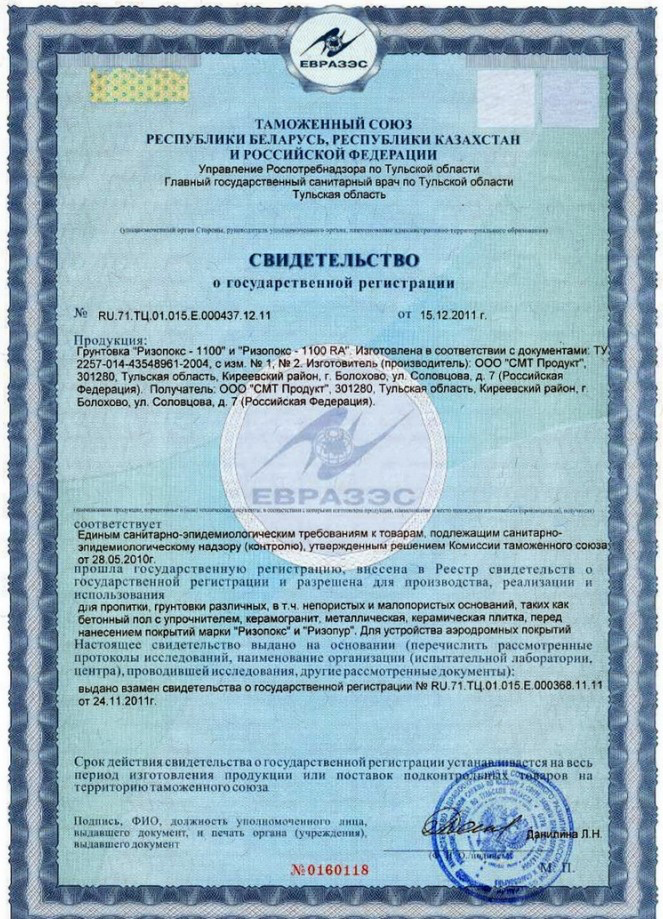 ЕВРАЗЭС
ТАМОЖЕННЫЙ СОЮЗ
РЕСПУБЛИКИ БЕЛАРУСЬ, РЕСПУБЛИКИ КАЗАХСТАН
И РОССИЙСКОЙ ФЕДЕРАЦИИ
Управление Роспотребнадзора по Тульской области
Главный государственный санитарный врач по Тульской области
Тульская область
(уполномоченный орган Стороны, руководитель уполномоченного органа, наименование административно-территориального образования)
СВИДЕТЕЛЬСТВО
о государственной регистрации
№ RU.71.ТЦ.01.015.Е.000437.12.11 от 15.12.2011 г.
Продукция:
Грунтовка "Ризопокс - 1100" и "Ризопокс - 1100 RA". Изготовлена в соответствии с документами: ТУ
2257-014-43548961-2004, с изм. № 1, № 2. Изготовитель (производитель): ООО "СМТ Продукт",
301280, Тульская область, Киреевский район, г. Болохово, ул. Соловцова, д. 7 (Российская
Федерация). Получатель: ООО "СМТ Продукт", 301280, Тульская область, Киреевский район, г.
Болохово, ул. Соловцова, д. 7 (Российская Федерация).
ЕВРАЗЭС
соответствует
Единым санитарно-эпидемиологическим требованиям к товарам, подлежащим санитарно-
эпидемиологическому надзору (контролю), утвержденным решением Комиссии таможенного союза
от 28.05.2010г.
прошла государственную регистрацию, внесена в Реестр свидетельств о
государственной регистрации и разрешена для производства, реализации и
использования
для пропитки, грунтовки различных, в т.ч. непористых и малопористых оснований, таких как
бетонный пол с упрочнителем, керамогранит, металлическая, керамическая плитка, перед
нанесением покрытий марки "Ризопокс" и "Ризопур". Для устройства аэродромных покрытий
Настоящее свидетельство выдано на основании (перечислить рассмотренные
протоколы исследований, наименование организации (испытательной лаборатории,
центра), проводившей исследования, другие рассмотренные документы):
выдано взамен свидетельства о государственной регистрации № RU.71.ТЦ.01.015.Е.000368.11.11
от 24.11.2011г.
Срок действия свидетельства о государственной регистрации устанавливается на весь
период изготовления продукции или поставок подконтрольных товаров на
территорию таможенного союза
Подпись, ФИО, должность уполномоченного лица,
выдавшего документ, и печать органа (учреждения),
выдавшего документ
Данилина Л.Н.
М. П.
№0160118